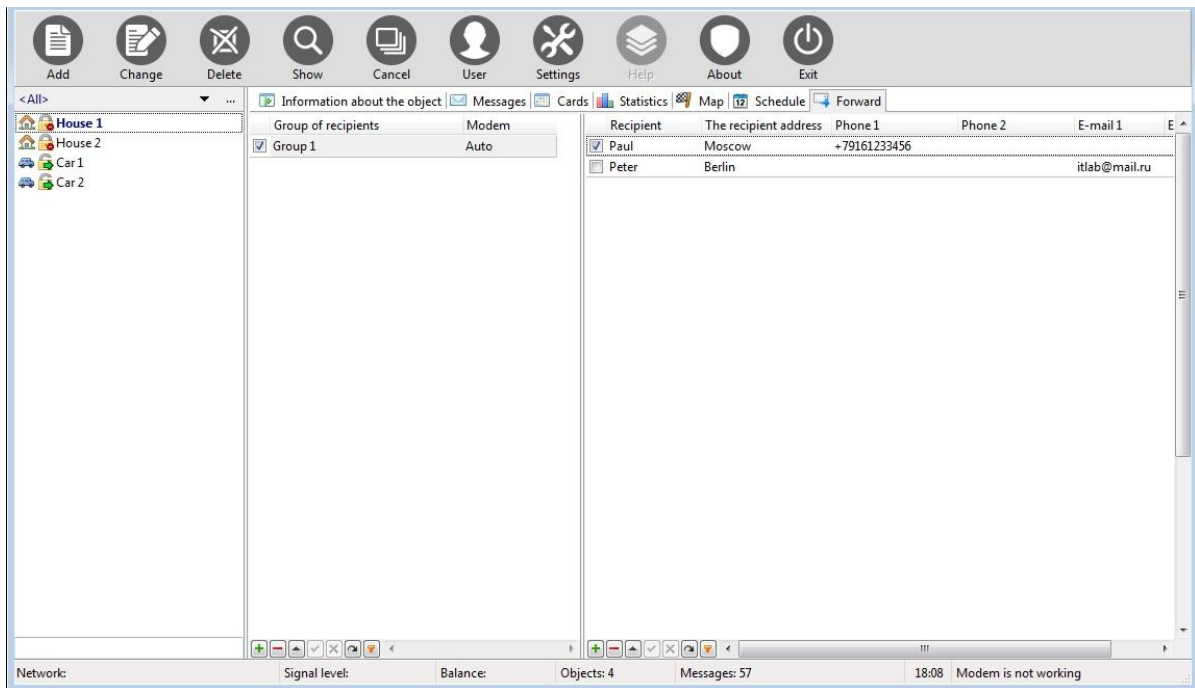 Add Change Delete Show Cancel User Settings Help About Exit
<All> ...
Information about the object Messages Cards Statistics Map 12 Schedule Forward
House 1
House 2
Car 1
Car 2
Group of recipients Modem
Group 1 Auto
Recipient The recipient address Phone 1 Phone 2 E-mail 1 E
Paul Moscow +79161233456
Peter Berlin itlab@mail.ru
Network: Signal level: Balance: Objects: 4 Messages: 57 18:08 Modem is not working